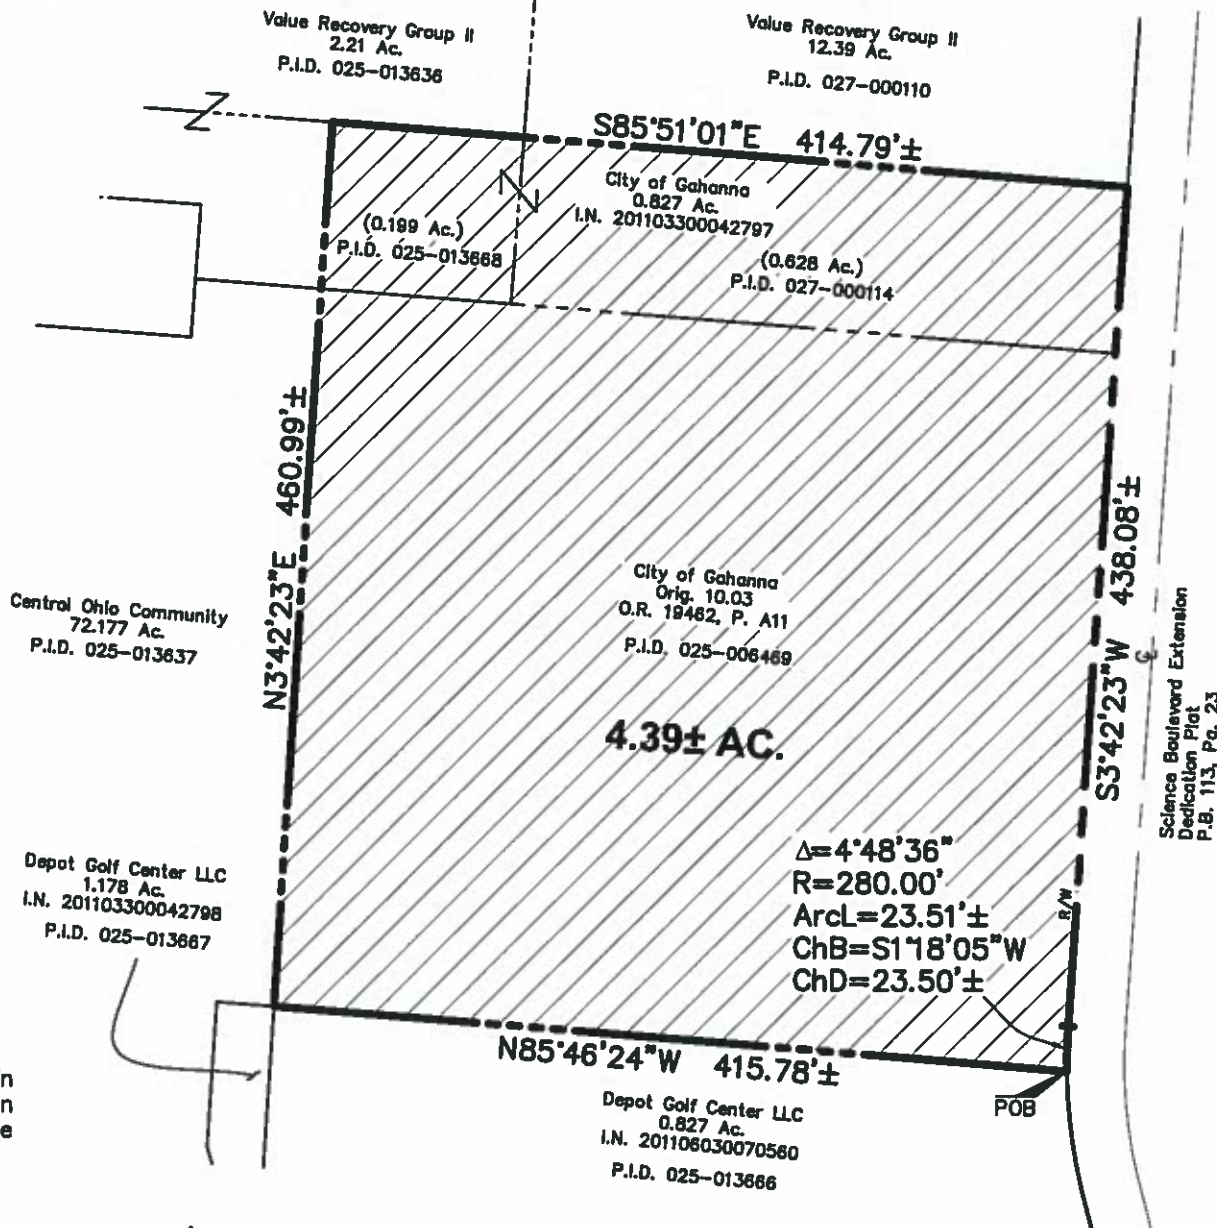 Value Recovery Group II
2.21 Ac.
P.I.D. 025-013636
Value Recovery Group II
12.39 Ac.
P.I.D. 027-000110
S85°51'01"E 414.79'±
City of Gahanna
0.827 Ac.
I.N. 201103300042797
(0.199 Ac.)
P.I.D. 025-013668
(0.628 Ac.)
P.I.D. 027-000114
N3°42'23"E 460.99'±
S3°42'23"W 438.08'±
City of Gahanna
Orig. 10.03
O.R. 19462, P. A11
P.I.D. 025-006469
4.39± AC.
Central Ohio Community
72.177 Ac.
P.I.D. 025-013637
Science Boulevard Extension
Dedication Plat
P.B. 113, Pg. 23
Δ=4°48'36"
R=280.00'
ArcL=23.51'±
ChB=S1°18'05"W
ChD=23.50'±
R/W
Depot Golf Center LLC
1.178 Ac.
I.N. 201103300042798
P.I.D. 025-013667
N85°46'24"W 415.78'±
POB
Depot Golf Center LLC
0.827 Ac.
I.N. 201106030070560
P.I.D. 025-013666
n
n
e